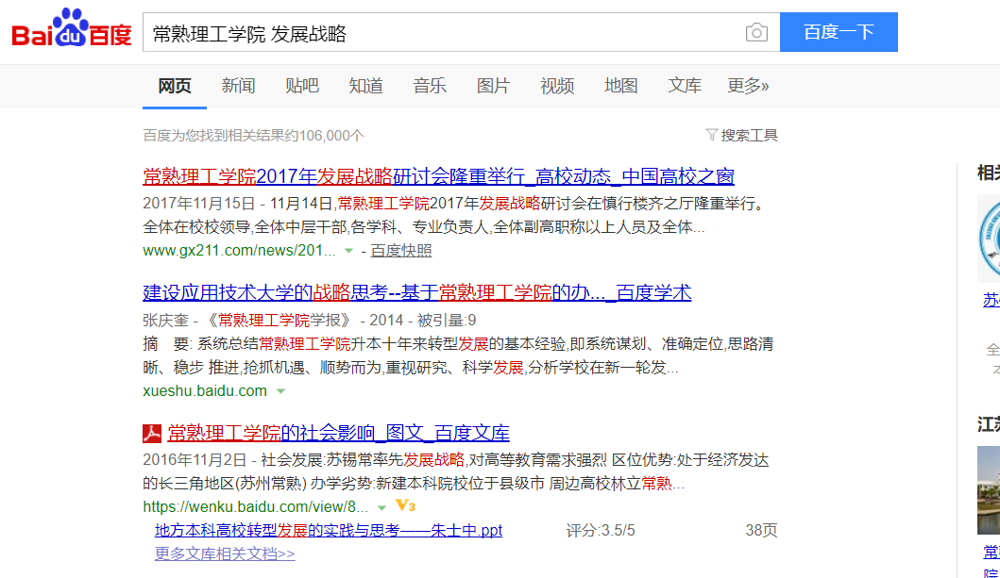 Bai du 百度
常熟理工学院 发展战略
百度一下
网页 新闻 贴吧 知道 音乐 图片 视频 地图 文库 更多»
百度为您找到相关结果约106,000个
搜索工具
常熟理工学院2017年发展战略研讨会隆重举行_高校动态_中国高校之窗
2017年11月15日 - 11月14日,常熟理工学院2017年发展战略研讨会在慎行楼齐之厅隆重举行。
全体在校校领导,全体中层干部,各学科、专业负责人,全体副高职称以上人员及全体...
www.gx211.com/news/201... - 百度快照
建设应用技术大学的战略思考--基于常熟理工学院的办..._百度学术
张庆奎 - 《常熟理工学院学报》 - 2014 - 被引量:9
摘 要: 系统总结常熟理工学院升本十年来转型发展的基本经验,即系统谋划、准确定位,思路清
晰、稳步 推进,抢抓机遇、顺势而为,重视研究、科学发展,分析学校在新一轮发...
xueshu.baidu.com
常熟理工学院的社会影响_图文_百度文库
2016年11月2日 - 社会发展:苏锡常率先发展战略,对高等教育需求强烈 区位优势:处于经济发达
的长三角地区(苏州常熟) 办学劣势:新建本科院校位于县级市 周边高校林立常熟...
https://wenku.baidu.com/view/8... V3
地方本科高校转型发展的实践与思考——朱士中.ppt 评分:3.5/5 38页
更多文库相关文档>>
相
苏
全
江
常
院